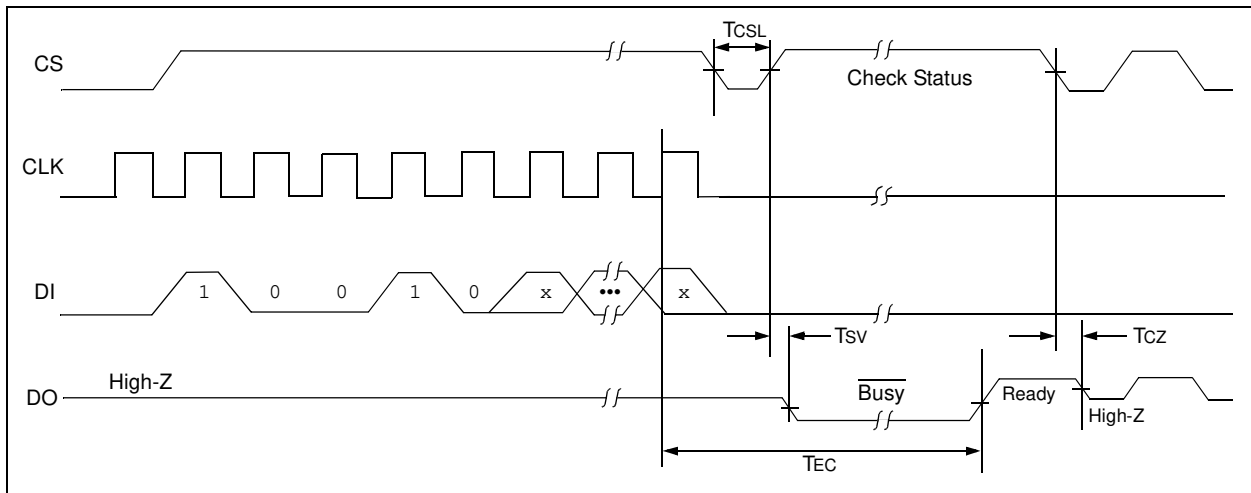 TCSL
CS
Check Status
CLK
DI
1 0 0 1 0 x ••• x
TSV
TCZ
High-Z
DO
Busy
Ready
High-Z
TEC